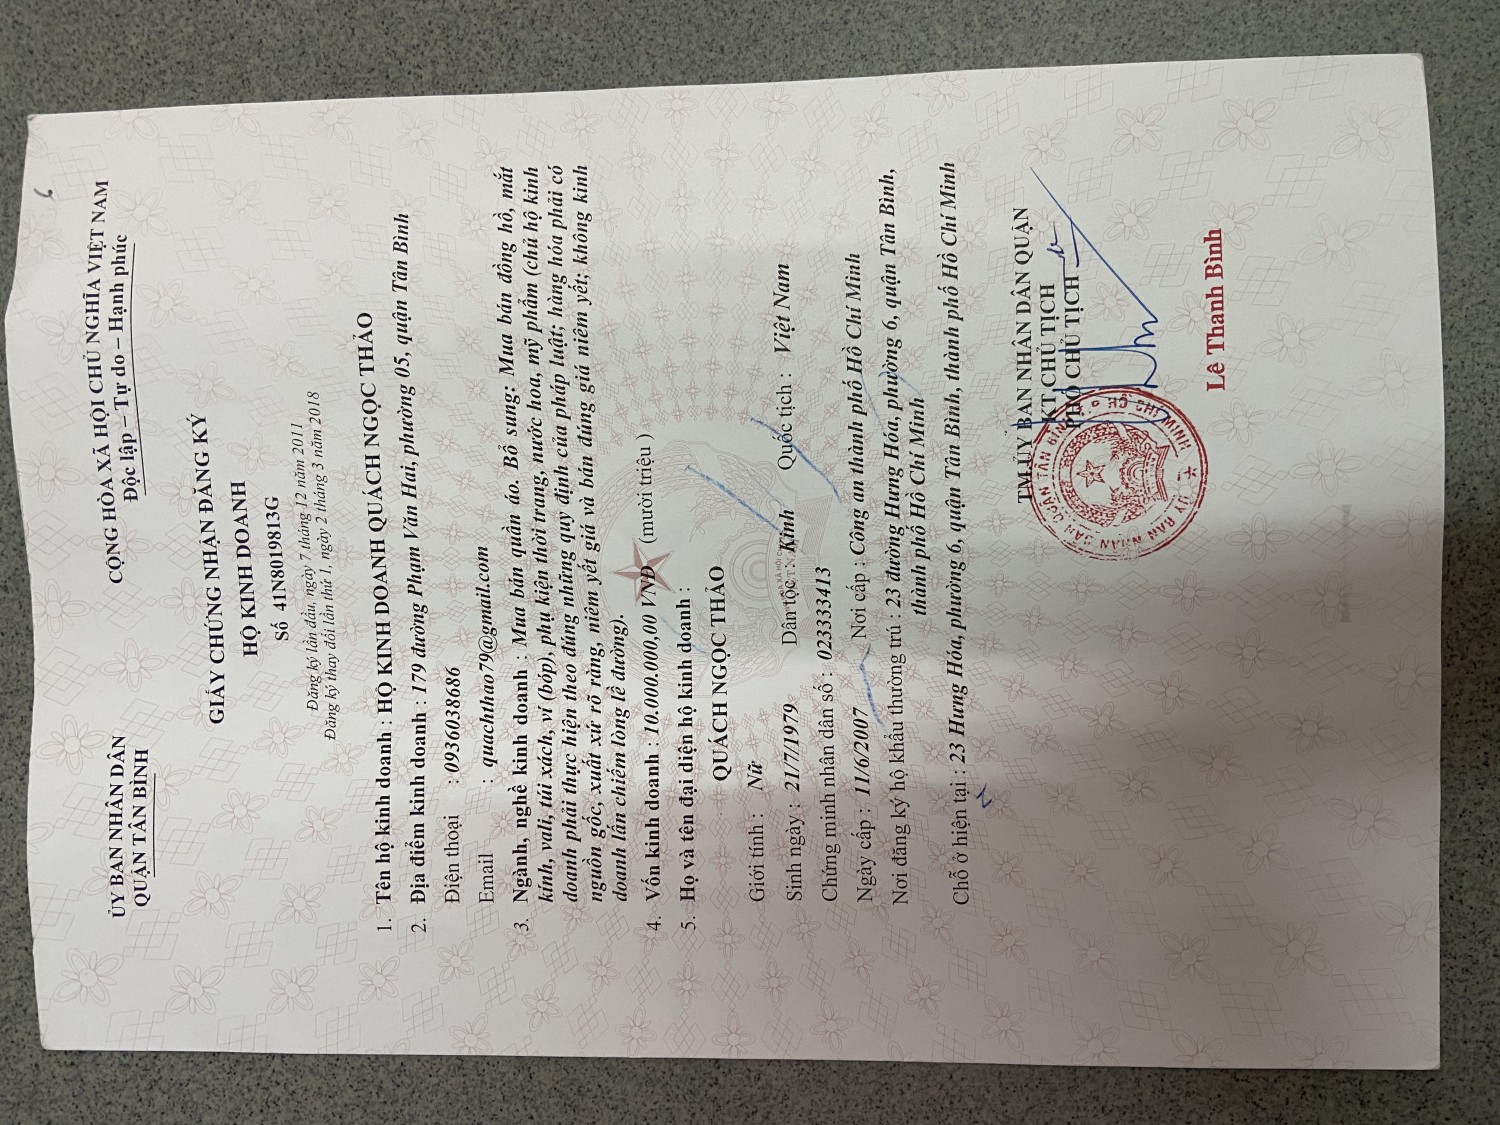 ỦY BAN NHÂN DÂN
QUẬN TÂN BÌNH
CỘNG HÒA XÃ HỘI CHỦ NGHĨA VIỆT NAM
Độc lập – Tự do – Hạnh phúc
GIẤY CHỨNG NHẬN ĐĂNG KÝ
HỘ KINH DOANH
Số 41N8019813G
Đăng ký lần đầu, ngày 7 tháng 12 năm 2011
Đăng ký thay đổi lần thứ 1, ngày 2 tháng 3 năm 2018
1. Tên hộ kinh doanh : HỘ KINH DOANH QUÁCH NGỌC THẢO
2. Địa điểm kinh doanh : 179 đường Phạm Văn Hai, phường 05, quận Tân Bình
Điện thoại : 0936038686
Email : quachthao79@gmail.com
3. Ngành, nghề kinh doanh : Mua bán quần áo. Bổ sung: Mua bán đồng hồ, mắt
kính, vali, túi xách, ví (bóp), phụ kiện thời trang, nước hoa, mỹ phẩm (chủ hộ kinh
doanh phải thực hiện theo đúng những quy định của pháp luật; hàng hóa phải có
nguồn gốc, xuất xứ rõ ràng, niêm yết giá và bán đúng giá niêm yết; không kinh
doanh lấn chiếm lòng lề đường).
4. Vốn kinh doanh : 10.000.000,00 VNĐ (mười triệu )
5. Họ và tên đại diện hộ kinh doanh :
QUÁCH NGỌC THẢO
Giới tính : Nữ
Sinh ngày : 21/7/1979 Dân tộc : Kinh Quốc tịch : Việt Nam
Chứng minh nhân dân số : 023333413
Ngày cấp : 11/6/2007 Nơi cấp : Công an thành phố Hồ Chí Minh
Nơi đăng ký hộ khẩu thường trú : 23 đường Hưng Hóa, phường 6, quận Tân Bình,
thành phố Hồ Chí Minh
Chỗ ở hiện tại : 23 Hưng Hóa, phường 6, quận Tân Bình, thành phố Hồ Chí Minh
TM.ỦY BAN NHÂN DÂN QUẬN
KT.CHỦ TỊCH
PHÓ CHỦ TỊCH
Lê Thanh Bình